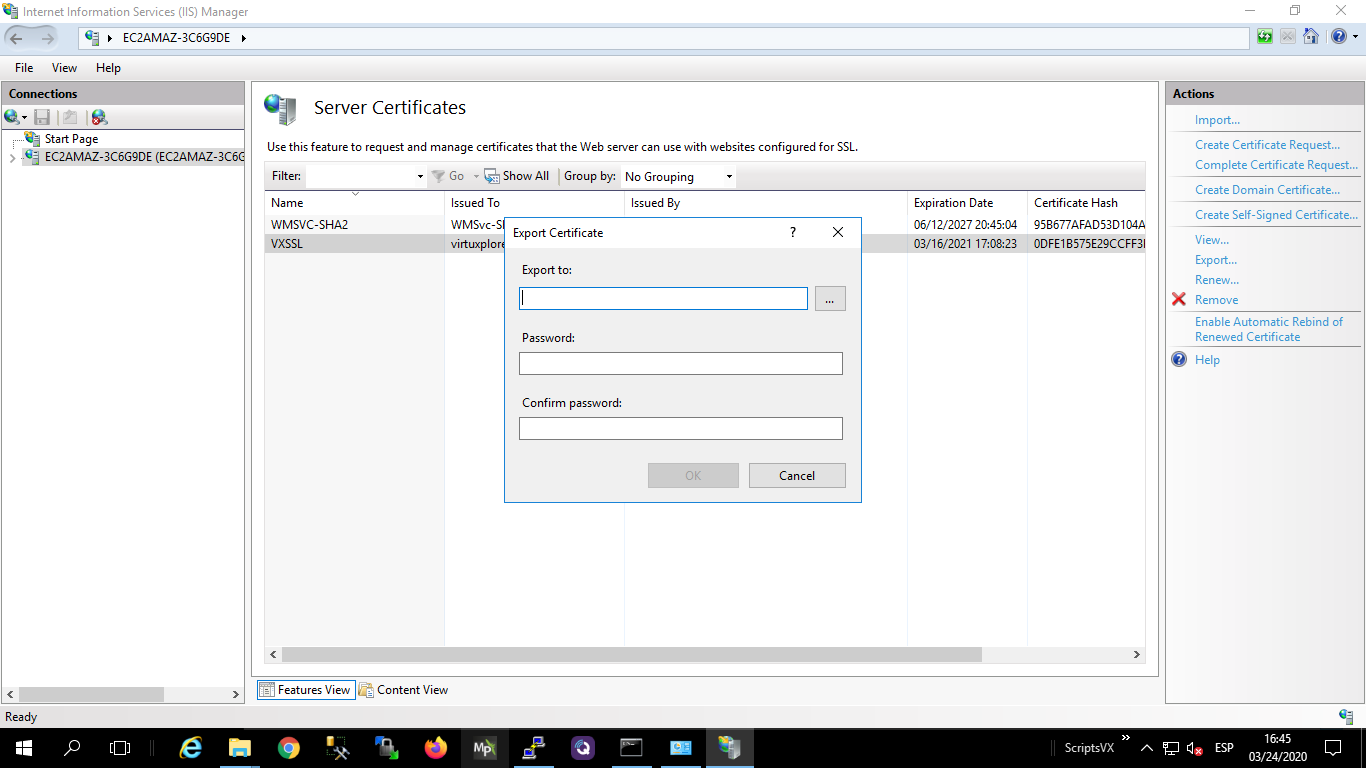 Internet Information Services (IIS) Manager
EC2AMAZ-3C6G9DE
File View Help
Connections
Start Page
EC2AMAZ-3C6G9DE (EC2AMAZ-3C6G
Server Certificates
Use this feature to request and manage certificates that the Web server can use with websites configured for SSL.
Filter: Go Show All Group by: No Grouping
Name Issued To Issued By Expiration Date Certificate Hash
WMSVC-SHA2 WMSvc-SH 06/12/2027 20:45:04 95B677AFAD53D104A
VXSSL virtuxplore 03/16/2021 17:08:23 0DFE1B575E29CCFF3
Export Certificate ?
Export to:
...
Password:
Confirm password:
OK Cancel
Features View Content View
Actions
Import...
Create Certificate Request...
Complete Certificate Request...
Create Domain Certificate...
Create Self-Signed Certificate...
View...
Export...
Renew...
Remove
Enable Automatic Rebind of
Renewed Certificate
Help
Ready
Mp
ScriptsVX ESP 16:45
03/24/2020